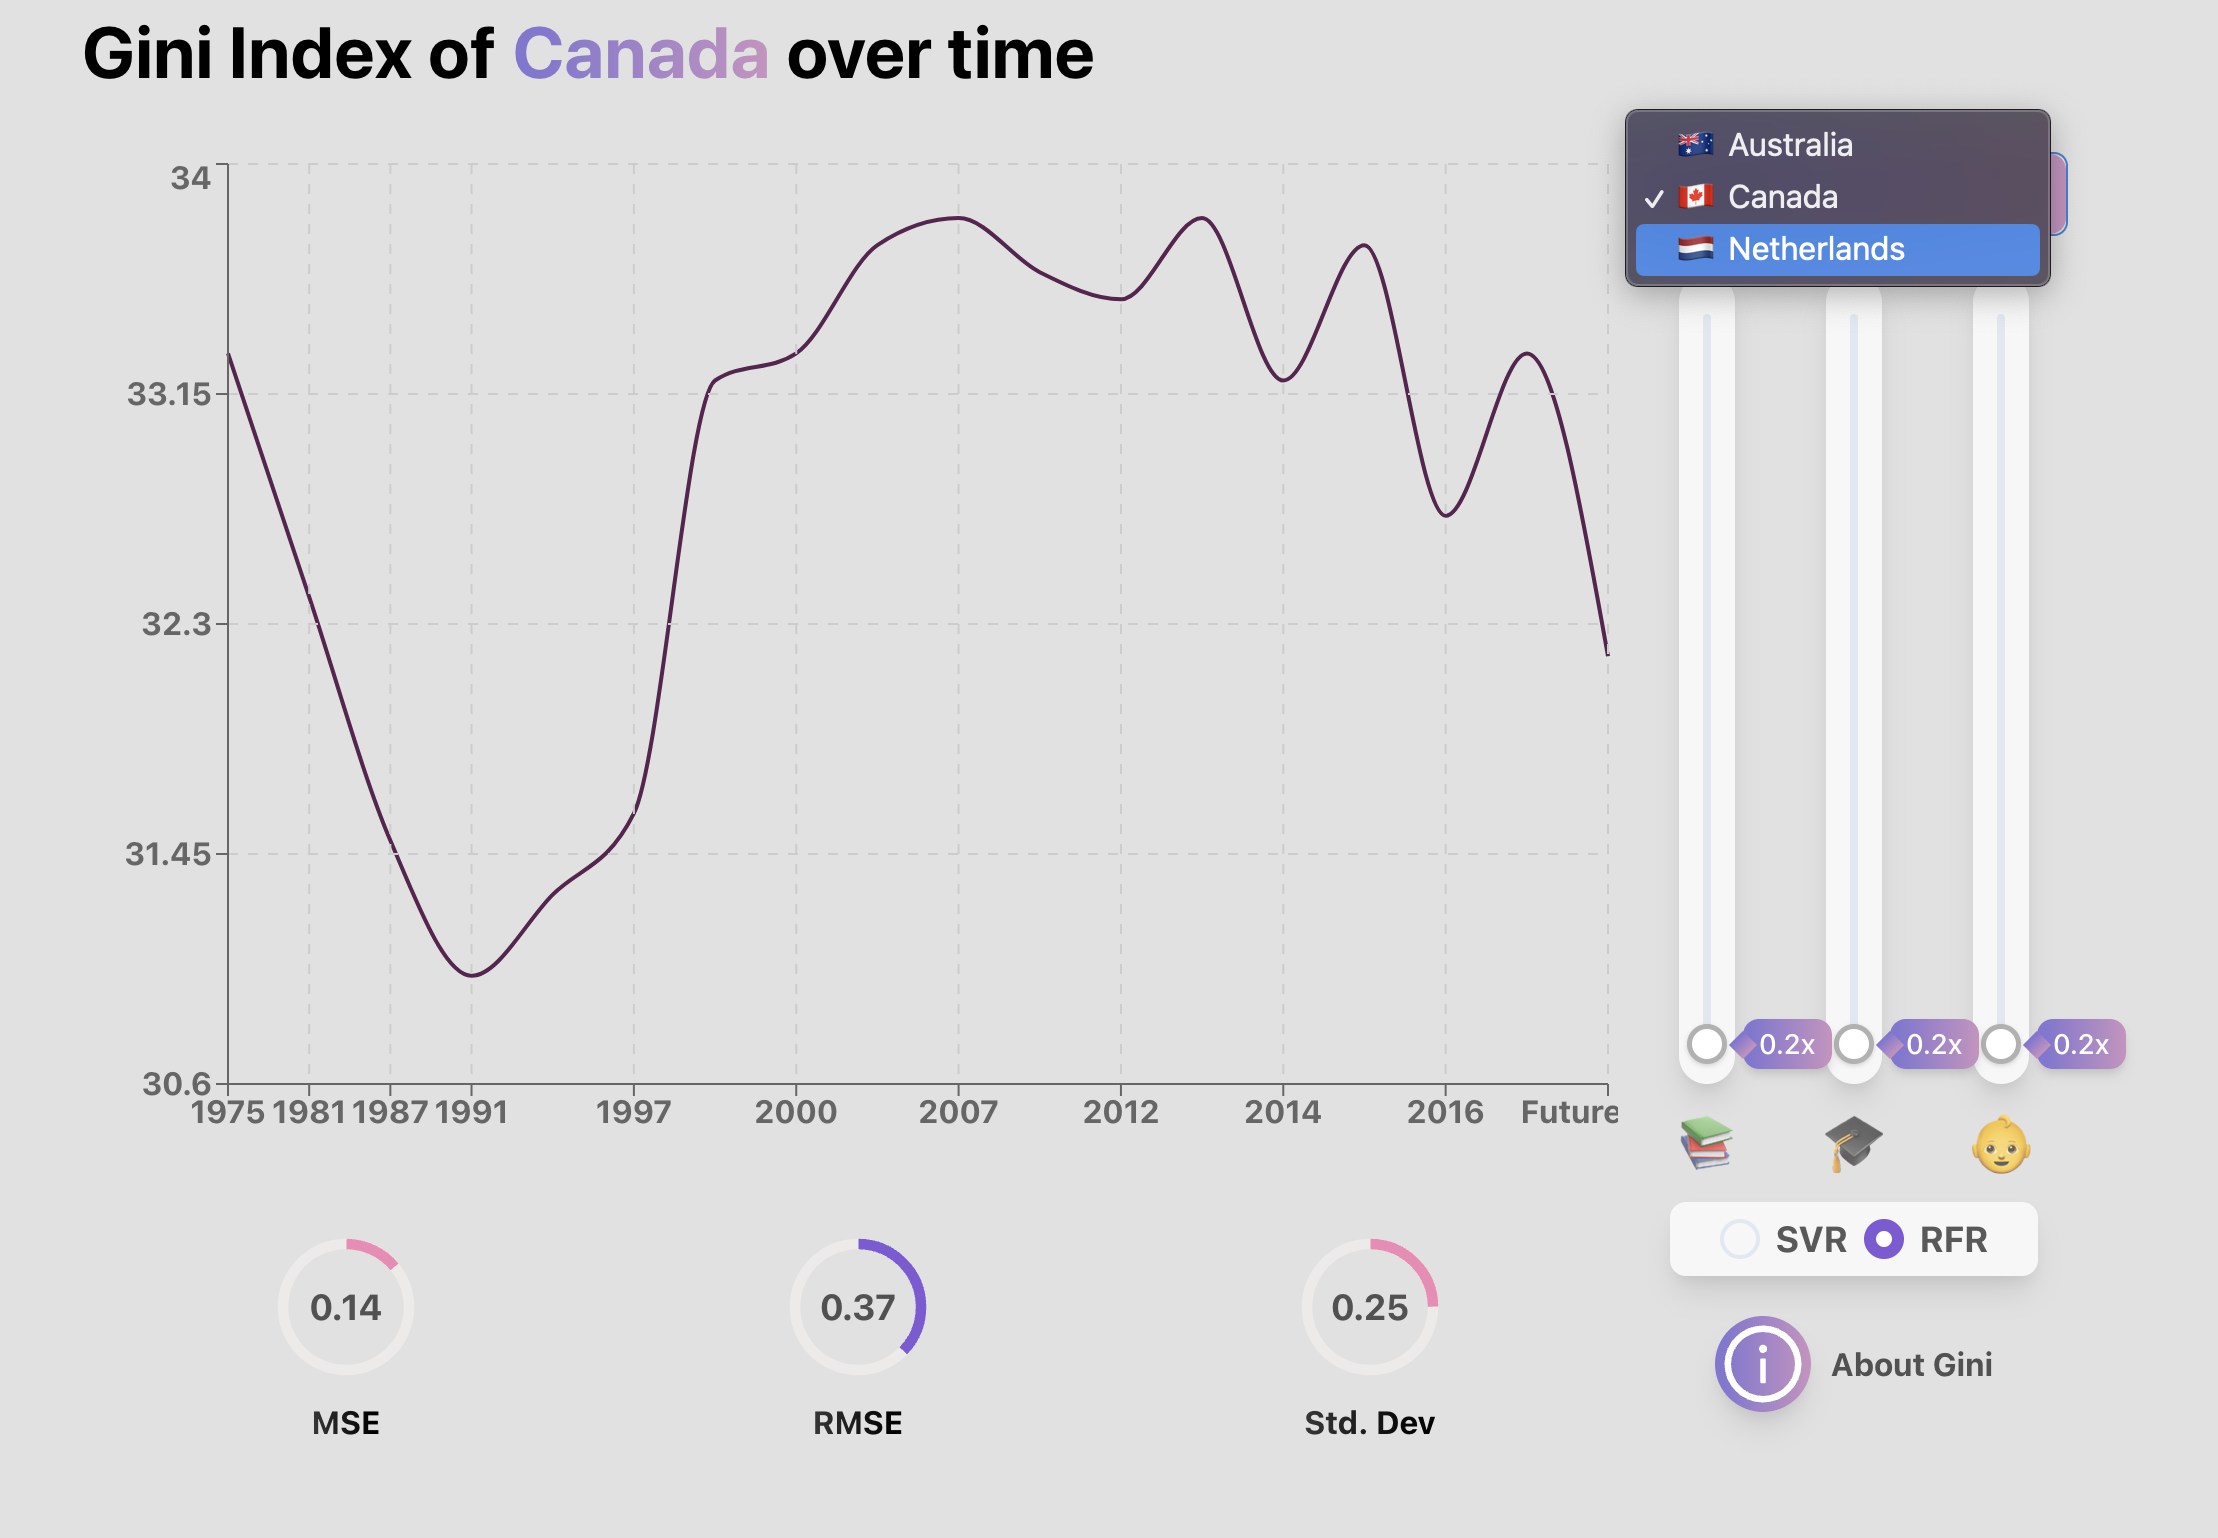 Gini Index of Canada over time
Australia
✓ Canada
Netherlands
34
33.15
32.3
31.45
30.6
1975 1981 1987 1991 1997 2000 2007 2012 2014 2016 Future
0.2x 0.2x 0.2x
SVR RFR
0.14 0.37 0.25
MSE RMSE Std. Dev
i About Gini